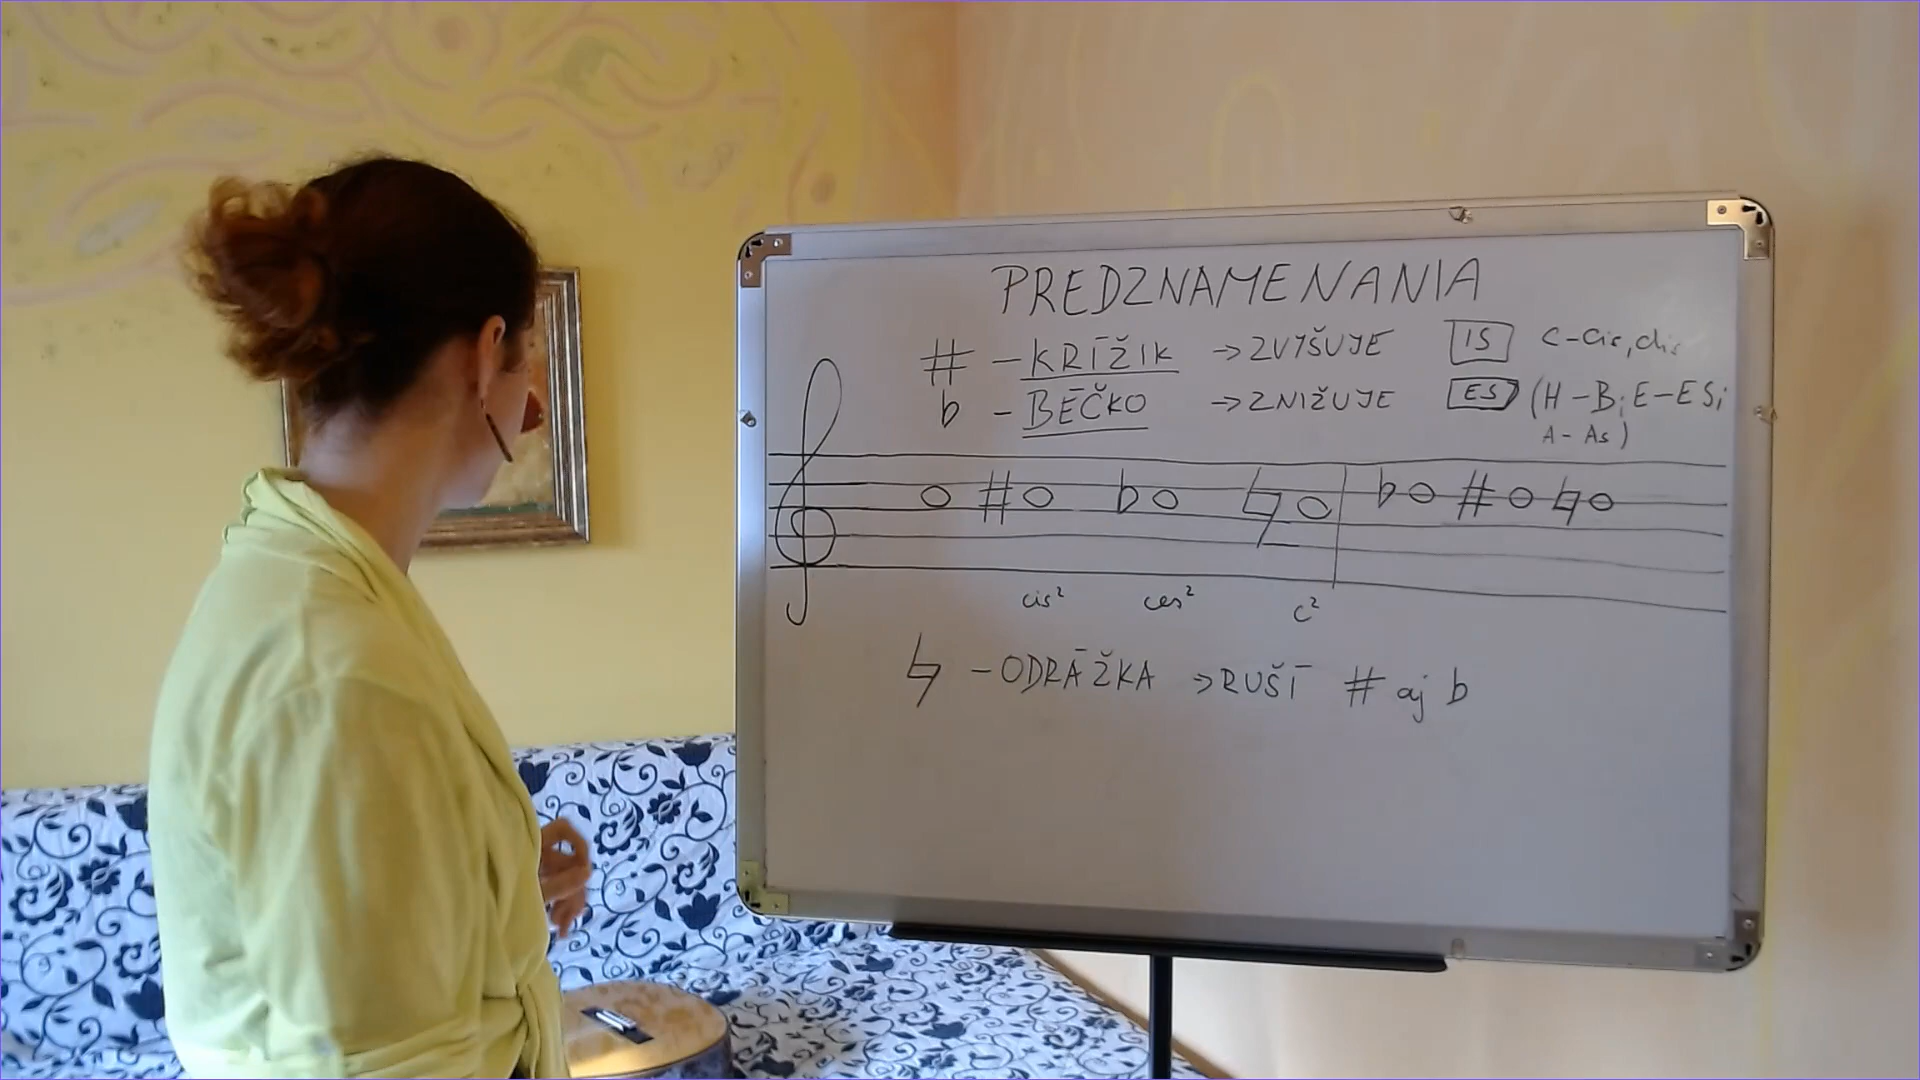 PREDZNAMENANIA
# – KRÍŽIK → ZVYŠUJE IS C – Cis, dis
b – BÉČKO → ZNIŽUJE ES (H – B; E – ES;
A – As)
cis² ces² c²
♮ – ODRÁŽKA → RUŠÍ # aj b